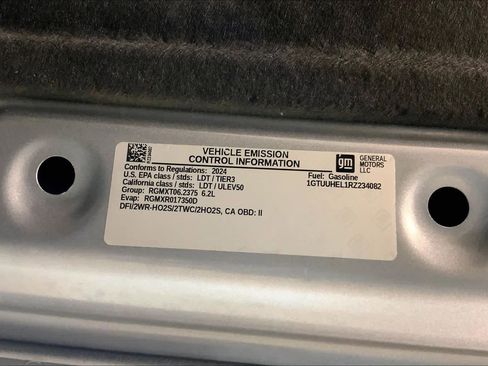 VEHICLE EMISSION
CONTROL INFORMATION
gm
GENERAL
MOTORS
LLC
Conforms to Regulations: 2024
Fuel: Gasoline
U.S. EPA class / stds: LDT / TIER3
1GTUUHEL1RZ234082
California class / stds: LDT / ULEV50
Group: RGMXT06.2375 6.2L
Evap: RGMXR017350D
DFI/2WR-HO2S/2TWC/2HO2S, CA OBD: II